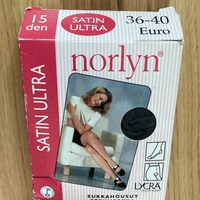 15
den
SATIN
ULTRA
36-40
Euro
norlyn®
SATIN ULTRA
LYCRA
SUKKAHOUSUT